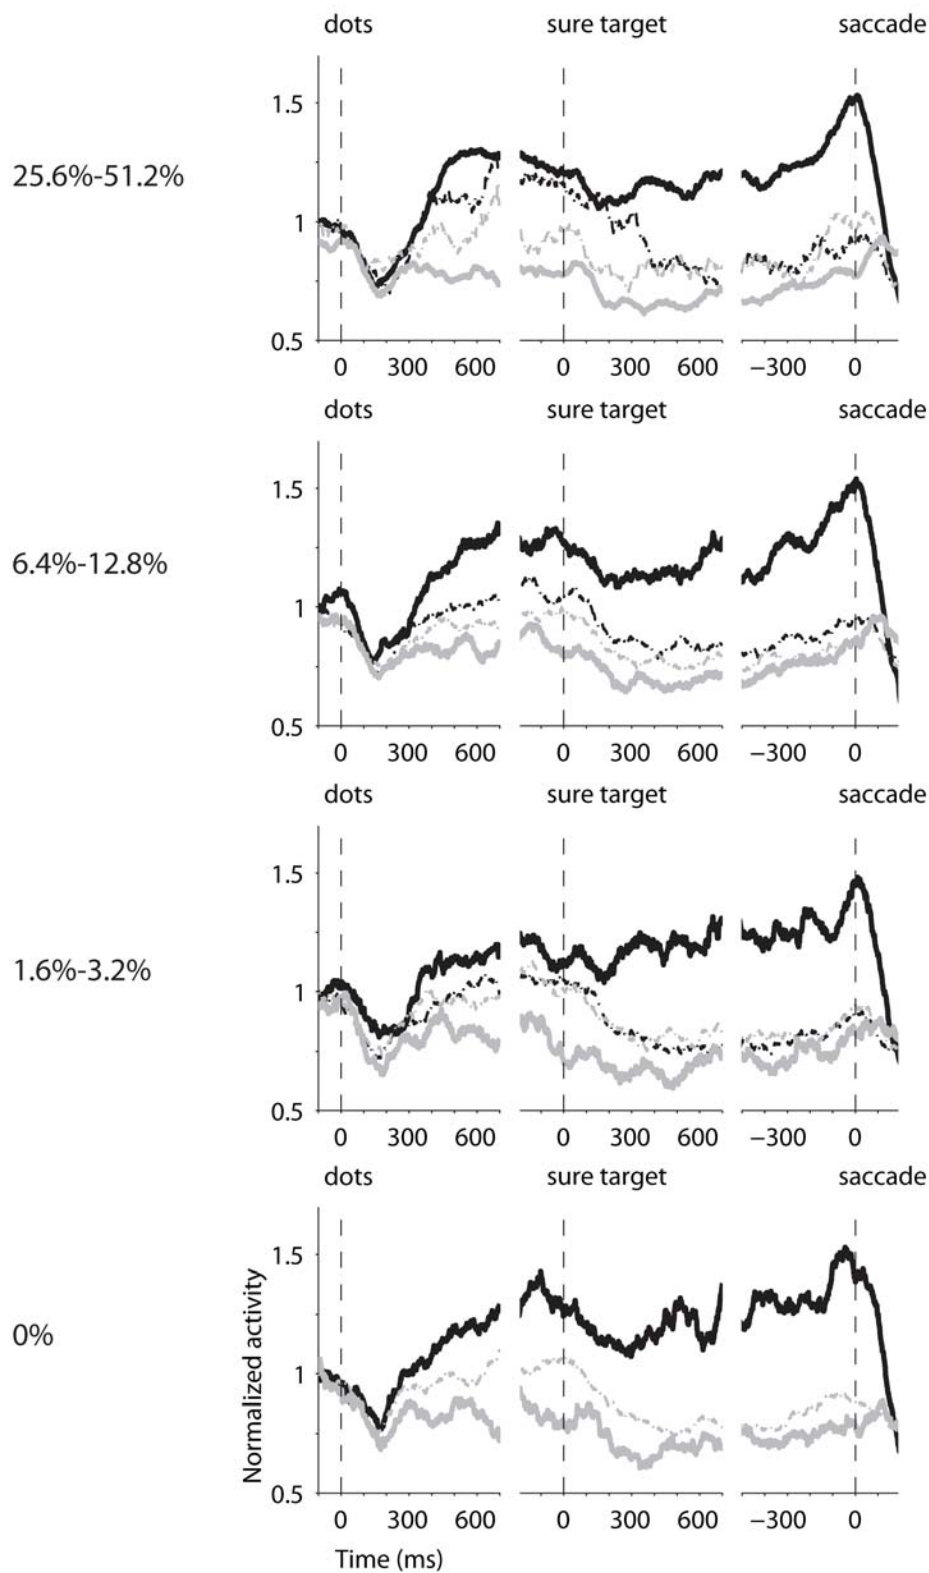 dots sure target saccade
25.6%-51.2%
1.5
1
0.5
0 300 600 0 300 600 −300 0
dots sure target saccade
6.4%-12.8%
1.5
1
0.5
0 300 600 0 300 600 −300 0
dots sure target saccade
1.6%-3.2%
1.5
1
0.5
0 300 600 0 300 600 −300 0
dots sure target saccade
0%
Normalized activity
1.5
1
0.5
0 300 600 0 300 600 −300 0
Time (ms)